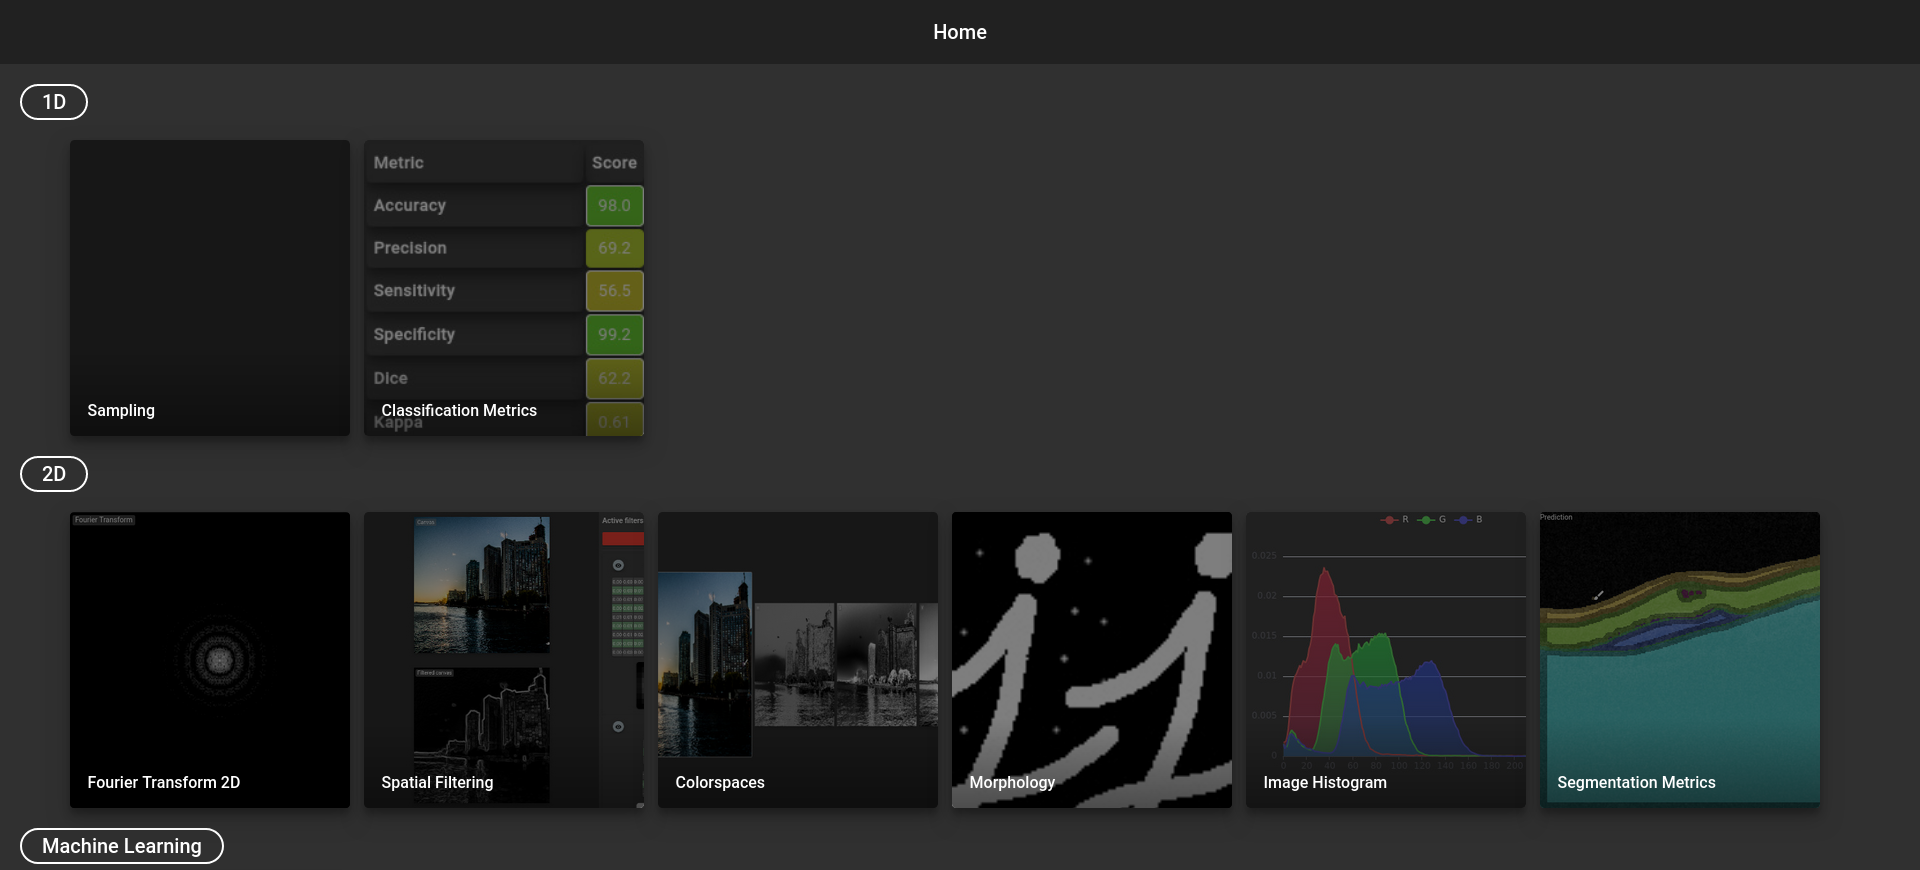 Home
1D
Metric Score
Accuracy 98.0
Precision 69.2
Sensitivity 56.5
Specificity 99.2
Dice 62.2
Kappa 0.61
Sampling
Classification Metrics
2D
Fourier Transform
Canvas
Active filters
Filtered canvas
R G B
0.025
0.02
0.015
0.01
0.005
0
0 20 40 60 80 100 120 140 160 180 200
Prediction
Fourier Transform 2D
Spatial Filtering
Colorspaces
Morphology
Image Histogram
Segmentation Metrics
Machine Learning